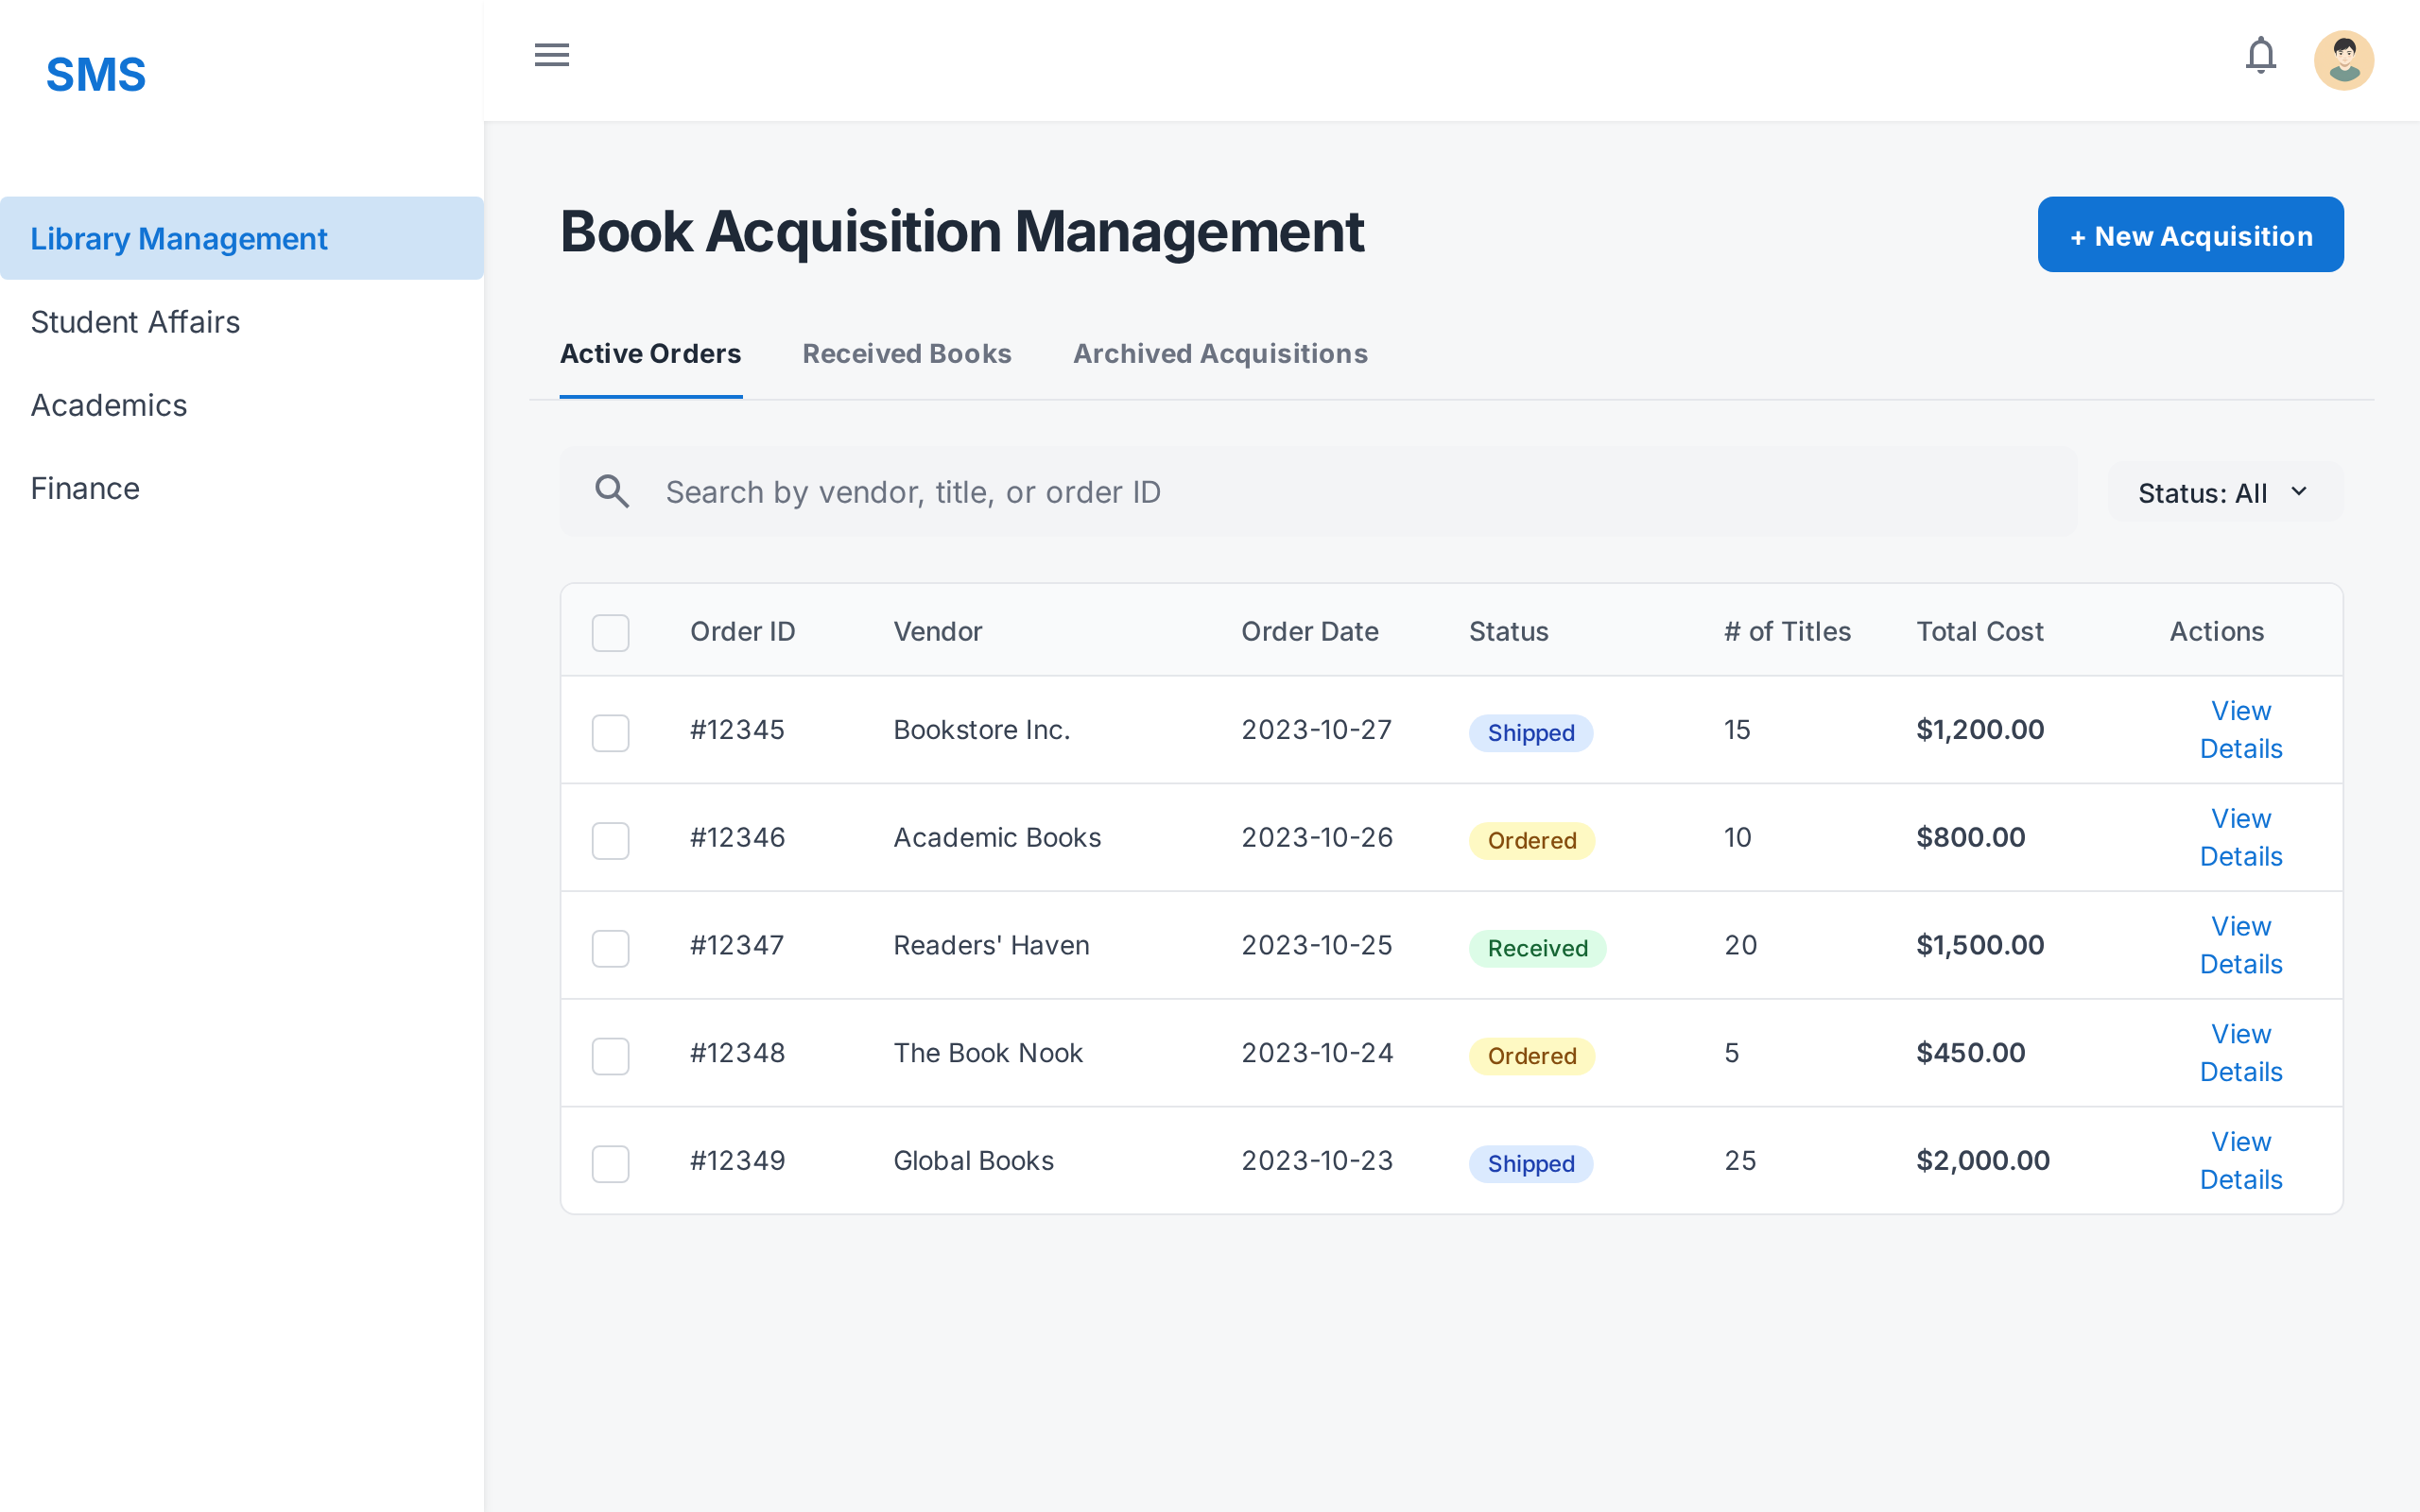 SMS
Library Management
Student Affairs
Academics
Finance
Book Acquisition Management
+ New Acquisition
Active Orders Received Books Archived Acquisitions
Search by vendor, title, or order ID
Status: All
Order ID Vendor Order Date Status # of Titles Total Cost Actions
#12345 Bookstore Inc. 2023-10-27 Shipped 15 $1,200.00 View Details
#12346 Academic Books 2023-10-26 Ordered 10 $800.00 View Details
#12347 Readers' Haven 2023-10-25 Received 20 $1,500.00 View Details
#12348 The Book Nook 2023-10-24 Ordered 5 $450.00 View Details
#12349 Global Books 2023-10-23 Shipped 25 $2,000.00 View Details